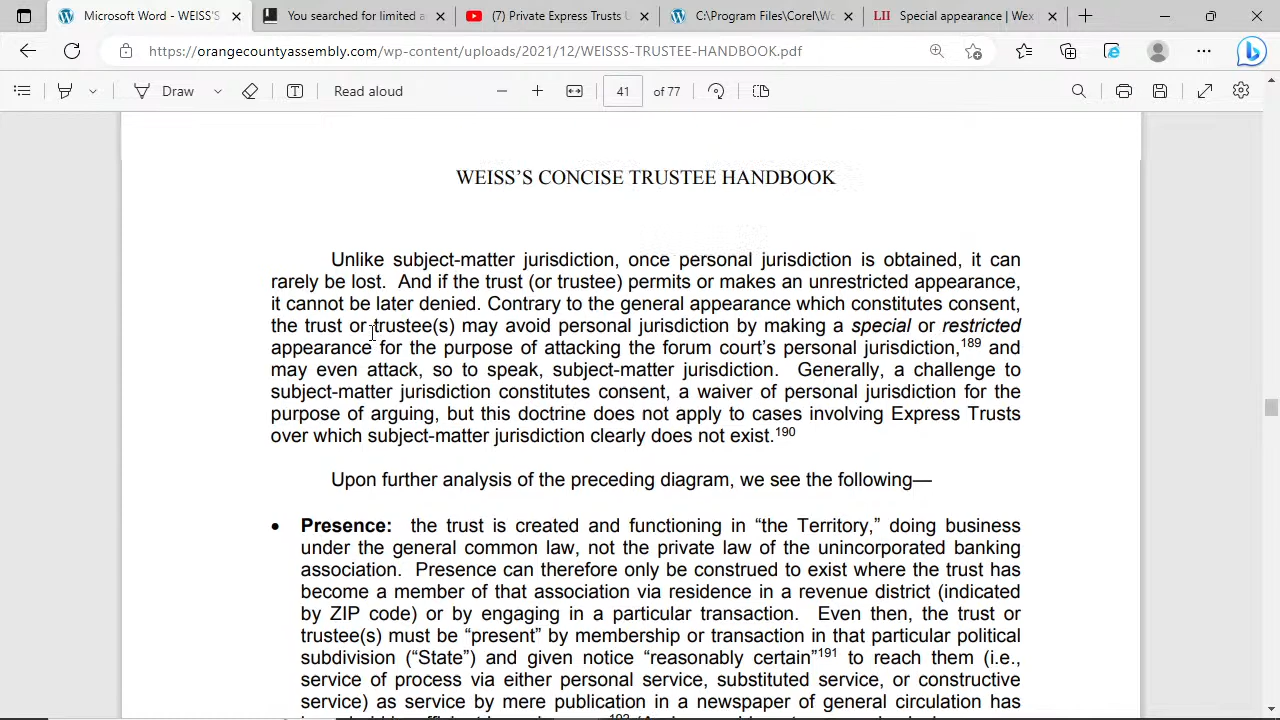 Microsoft Word - WEISS'S
You searched for limited a
(7) Private Express Trusts
C:\Program Files\Corel\Wo
LII Special appearance | Wex
https://orangecountyassembly.com/wp-content/uploads/2021/12/WEISSS-TRUSTEE-HANDBOOK.pdf
Draw Read aloud 41 of 77
WEISS'S CONCISE TRUSTEE HANDBOOK
Unlike subject-matter jurisdiction, once personal jurisdiction is obtained, it can
rarely be lost. And if the trust (or trustee) permits or makes an unrestricted appearance,
it cannot be later denied. Contrary to the general appearance which constitutes consent,
the trust or trustee(s) may avoid personal jurisdiction by making a special or restricted
appearance for the purpose of attacking the forum court's personal jurisdiction,189 and
may even attack, so to speak, subject-matter jurisdiction. Generally, a challenge to
subject-matter jurisdiction constitutes consent, a waiver of personal jurisdiction for the
purpose of arguing, but this doctrine does not apply to cases involving Express Trusts
over which subject-matter jurisdiction clearly does not exist.190
Upon further analysis of the preceding diagram, we see the following—
• Presence: the trust is created and functioning in “the Territory,” doing business
under the general common law, not the private law of the unincorporated banking
association. Presence can therefore only be construed to exist where the trust has
become a member of that association via residence in a revenue district (indicated
by ZIP code) or by engaging in a particular transaction. Even then, the trust or
trustee(s) must be “present” by membership or transaction in that particular political
subdivision (“State”) and given notice “reasonably certain”191 to reach them (i.e.,
service of process via either personal service, substituted service, or constructive
service) as service by mere publication in a newspaper of general circulation has